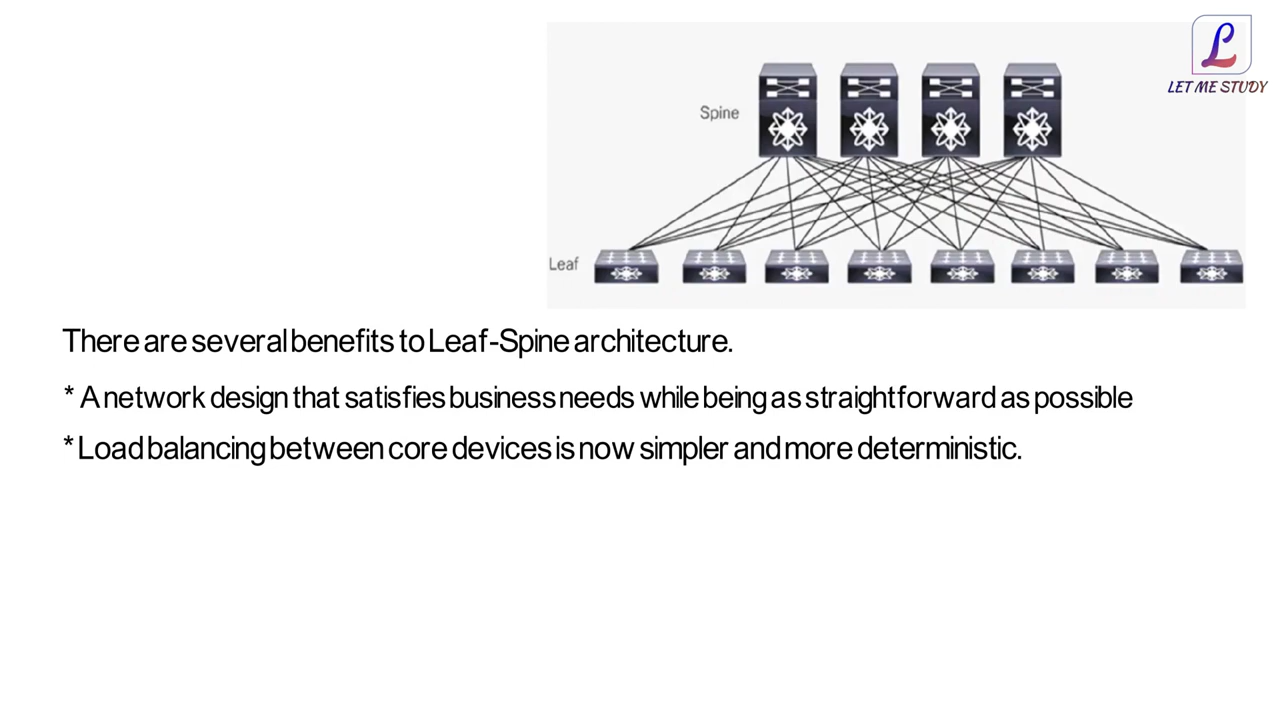 L
LET ME STUDY
Spine
Leaf
There are several benefits to Leaf-Spine architecture.
* A network design that satisfies business needs while being as straightforward as possible
* Load balancing between core devices is now simpler and more deterministic.